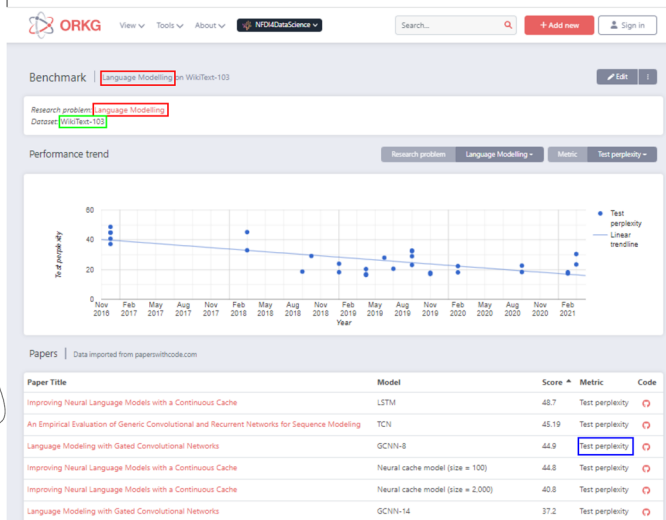 ORKG View Tools About NFDI4DataScience Search... + Add new Sign in
Benchmark Language Modelling on WikiText-103 Edit
Research problem: Language Modelling
Dataset: WikiText-103
Performance trend Research problem Language Modelling Metric Test perplexity
60
40
20
0
Test perplexity
Test perplexity
Linear trendline
Nov 2016 Feb 2017 May 2017 Aug 2017 Nov 2017 Feb 2018 May 2018 Aug 2018 Nov 2018 Feb 2019 May 2019 Aug 2019 Nov 2019 Feb 2020 May 2020 Aug 2020 Nov 2020 Feb 2021
Year
Papers Data imported from paperswithcode.com
Paper Title Model Score Metric Code
Improving Neural Language Models with a Continuous Cache LSTM 48.7 Test perplexity
An Empirical Evaluation of Generic Convolutional and Recurrent Networks for Sequence Modeling TCN 45.19 Test perplexity
Language Modeling with Gated Convolutional Networks GCNN-8 44.9 Test perplexity
Improving Neural Language Models with a Continuous Cache Neural cache model (size = 100) 44.8 Test perplexity
Improving Neural Language Models with a Continuous Cache Neural cache model (size = 2,000) 40.8 Test perplexity
Language Modeling with Gated Convolutional Networks GCNN-14 37.2 Test perplexity